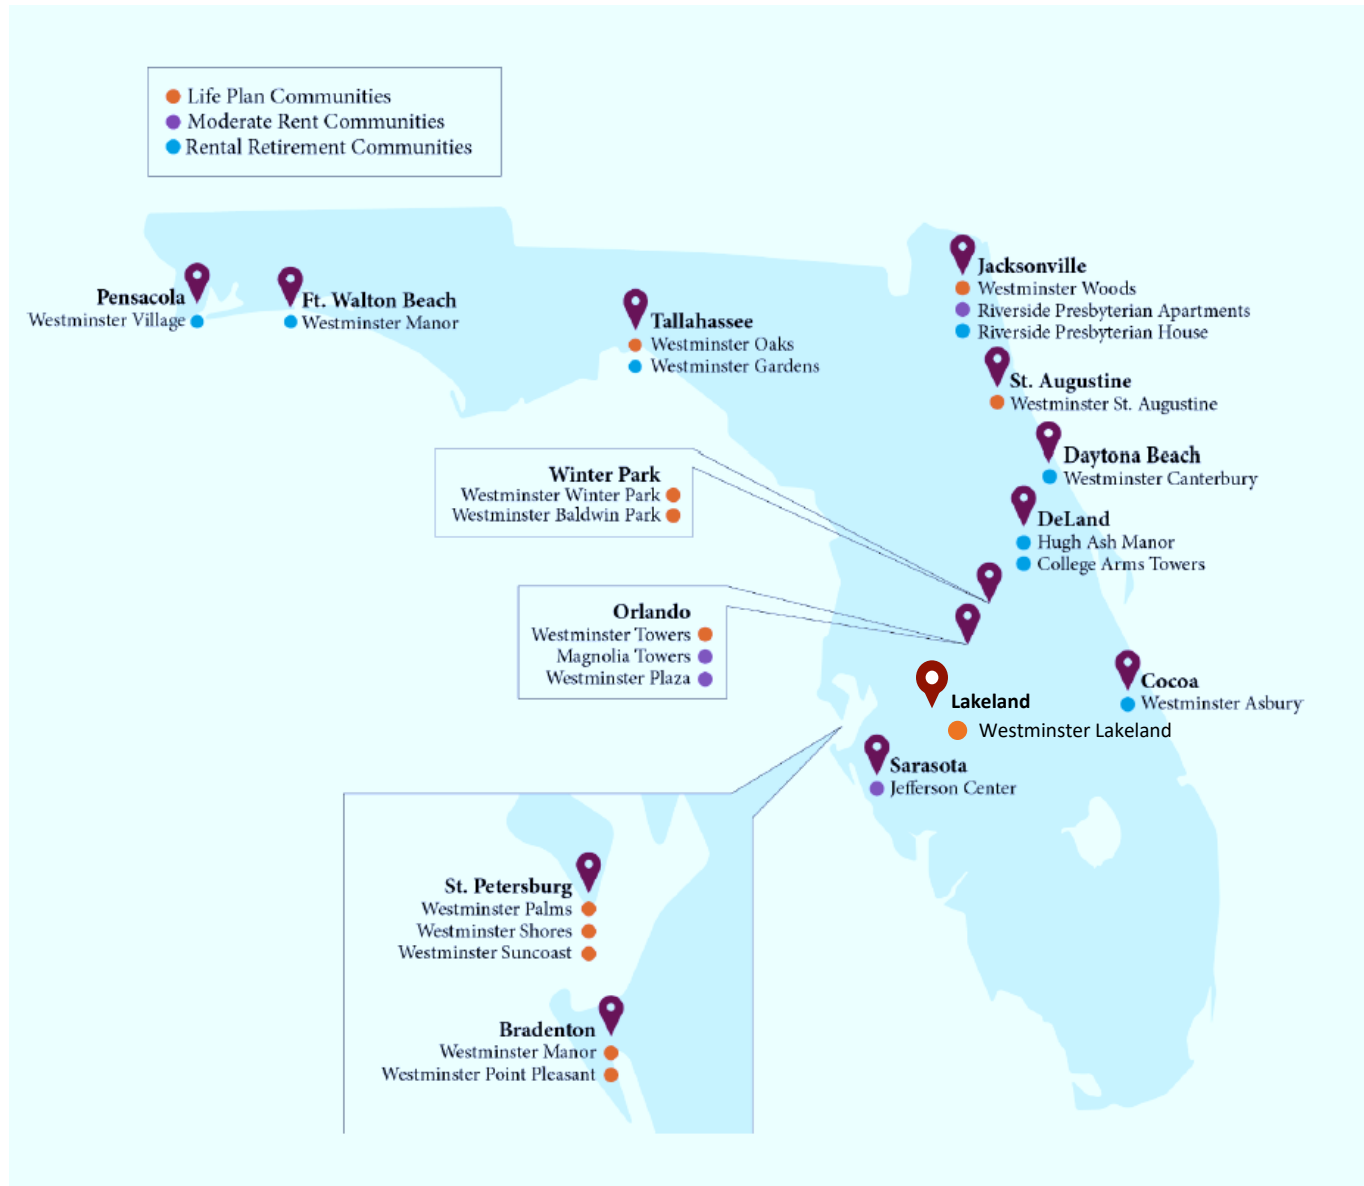 Life Plan Communities
Moderate Rent Communities
Rental Retirement Communities
Pensacola
Westminster Village
Ft. Walton Beach
Westminster Manor
Tallahassee
Westminster Oaks
Westminster Gardens
Jacksonville
Westminster Woods
Riverside Presbyterian Apartments
Riverside Presbyterian House
St. Augustine
Westminster St. Augustine
Daytona Beach
Westminster Canterbury
DeLand
Hugh Ash Manor
College Arms Towers
Winter Park
Westminster Winter Park
Westminster Baldwin Park
Orlando
Westminster Towers
Magnolia Towers
Westminster Plaza
Lakeland
Westminster Lakeland
Cocoa
Westminster Asbury
Sarasota
Jefferson Center
St. Petersburg
Westminster Palms
Westminster Shores
Westminster Suncoast
Bradenton
Westminster Manor
Westminster Point Pleasant